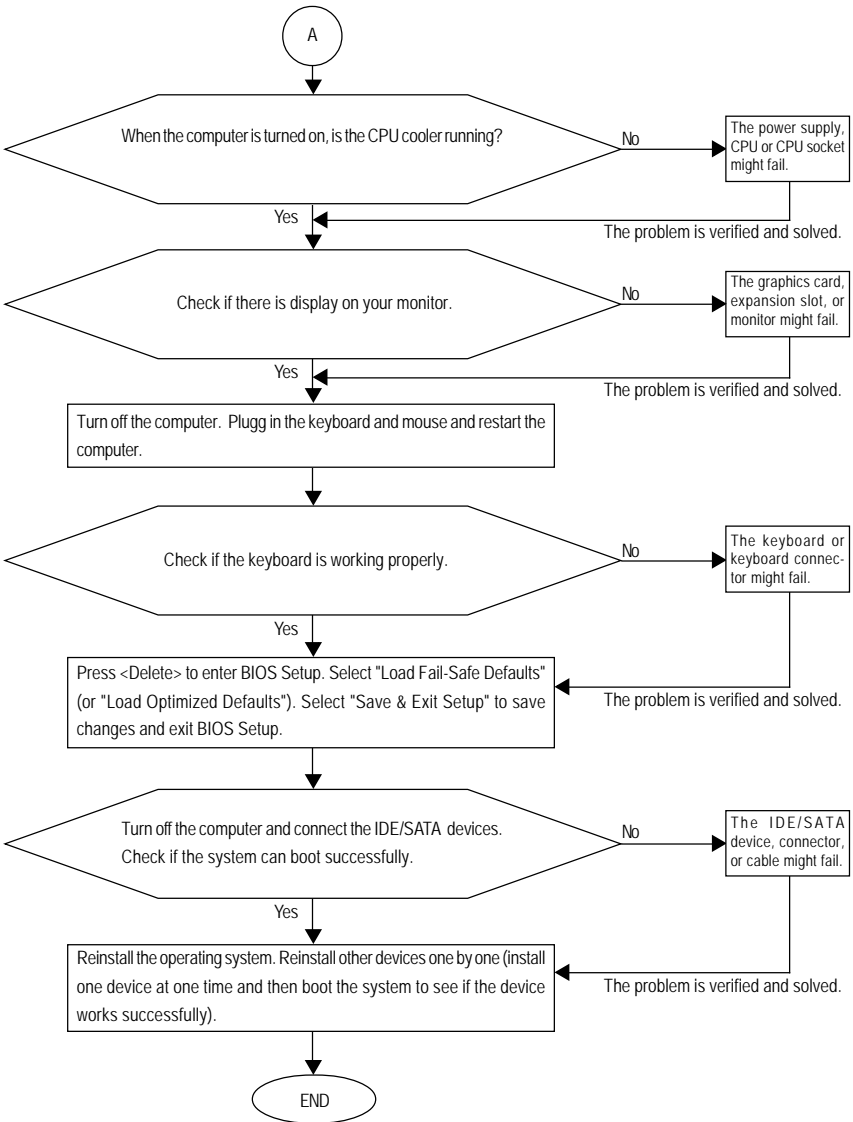 A
When the computer is turned on, is the CPU cooler running?
No
The power supply,
CPU or CPU socket
might fail.
Yes
The problem is verified and solved.
Check if there is display on your monitor.
No
The graphics card,
expansion slot, or
monitor might fail.
Yes
The problem is verified and solved.
Turn off the computer. Plugg in the keyboard and mouse and restart the
computer.
Check if the keyboard is working properly.
No
The keyboard or
keyboard connec-
tor might fail.
Yes
Press <Delete> to enter BIOS Setup. Select "Load Fail-Safe Defaults"
(or "Load Optimized Defaults"). Select "Save & Exit Setup" to save
changes and exit BIOS Setup.
The problem is verified and solved.
Turn off the computer and connect the IDE/SATA devices.
Check if the system can boot successfully.
No
The IDE/SATA
device, connector,
or cable might fail.
Yes
Reinstall the operating system. Reinstall other devices one by one (install
one device at one time and then boot the system to see if the device
works successfully).
The problem is verified and solved.
END